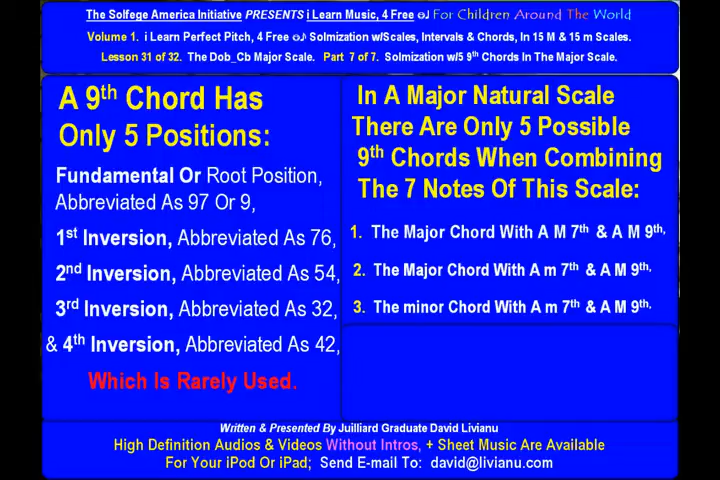 The Solfege America Initiative PRESENTS i Learn Music, 4 Free ꝋ♩ For Children Around The World
Volume 1. i Learn Perfect Pitch, 4 Free ꝋ♪ Solmization w/Scales, Intervals & Chords, In 15 M & 15 m Scales.
Lesson 31 of 32. The Dob_Cb Major Scale. Part 7 of 7. Solmization w/5 9th Chords In The Major Scale.
A 9th Chord Has
Only 5 Positions:
Fundamental Or Root Position,
Abbreviated As 97 Or 9,
1st Inversion, Abbreviated As 76,
2nd Inversion, Abbreviated As 54,
3rd Inversion, Abbreviated As 32,
& 4th Inversion, Abbreviated As 42,
Which Is Rarely Used.
In A Major Natural Scale
There Are Only 5 Possible
9th Chords When Combining
The 7 Notes Of This Scale:
1. The Major Chord With A M 7th & A M 9th.
2. The Major Chord With A m 7th & A M 9th.
3. The minor Chord With A m 7th & A M 9th.
Written & Presented By Juilliard Graduate David Livianu
High Definition Audios & Videos Without Intros, + Sheet Music Are Available
For Your iPod Or iPad; Send E-mail To: david@livianu.com